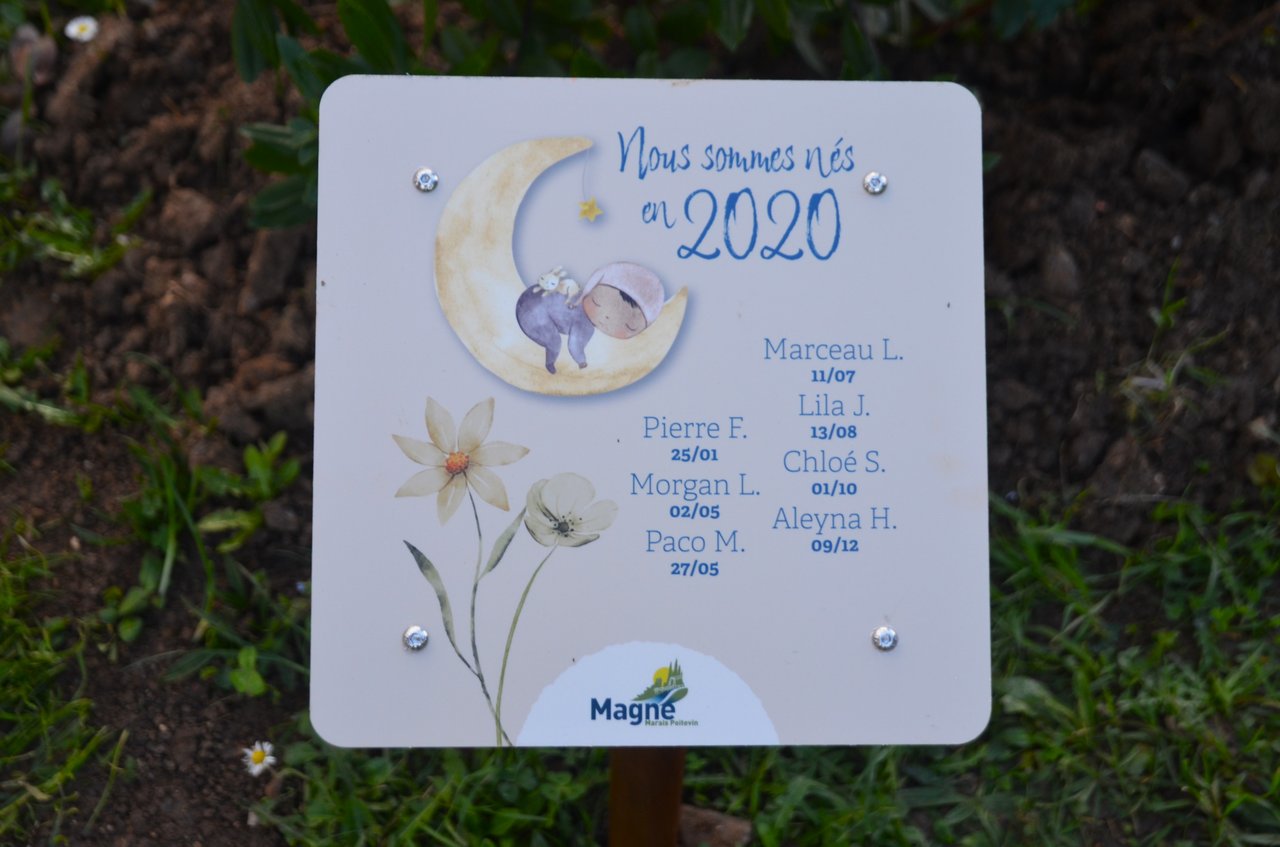 Nous sommes nés
en 2020
Pierre F.
25/01
Morgan L.
02/05
Paco M.
27/05
Marceau L.
11/07
Lila J.
13/08
Chloé S.
01/10
Aleyna H.
09/12
Magné
Marais Poitevin